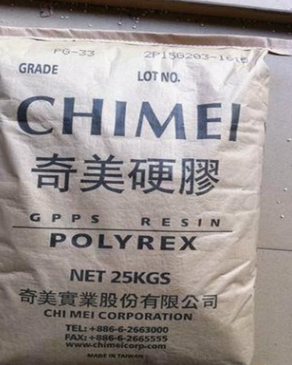 PG-33
GRADE LOT NO.
CHIMEI
奇美硬膠
GPPS RESIN
POLYREX
NET 25KGS
奇美實業股份有限公司
CHI MEI CORPORATION
TEL: +886-6-2663000
FAX: +886-6-2665555
www.chimeicorp.com
MADE IN TAIWAN